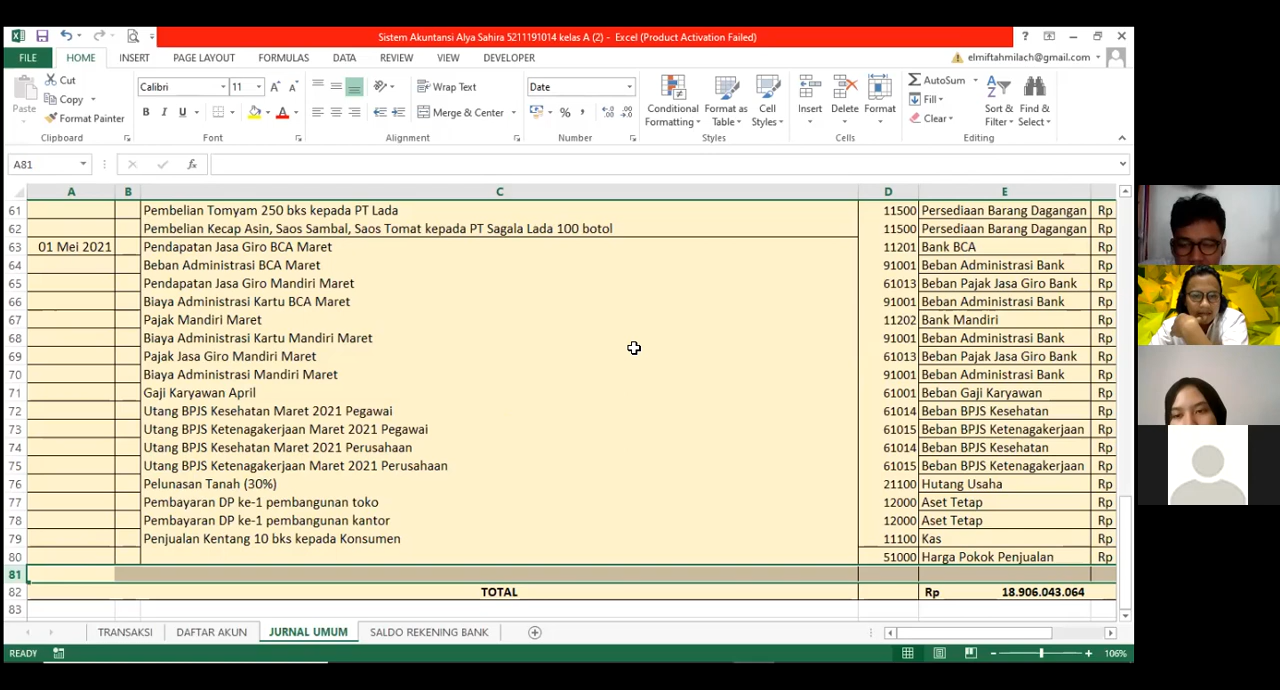 Sistem Akuntansi Alya Sahira 5211191014 kelas A (2) - Excel (Product Activation Failed)
FILE HOME INSERT PAGE LAYOUT FORMULAS DATA REVIEW VIEW DEVELOPER elmiftahmilach@gmail.com
Paste Cut Copy Format Painter
Calibri 11
B I U
Wrap Text
Merge & Center
Date
Conditional Formatting Format as Table Cell Styles
Insert Delete Format
AutoSum
Fill
Clear
Sort & Filter Find & Select
Clipboard Font Alignment Number Styles Cells Editing
A81 fx
A B C D E
61 Pembelian Tomyam 250 bks kepada PT Lada 11500 Persediaan Barang Dagangan Rp
62 Pembelian Kecap Asin, Saos Sambal, Saos Tomat kepada PT Sagala Lada 100 botol 11500 Persediaan Barang Dagangan Rp
63 01 Mei 2021 Pendapatan Jasa Giro BCA Maret 11201 Bank BCA Rp
64 Beban Administrasi BCA Maret 91001 Beban Administrasi Bank Rp
65 Pendapatan Jasa Giro Mandiri Maret 61013 Beban Pajak Jasa Giro Bank Rp
66 Biaya Administrasi Kartu BCA Maret 91001 Beban Administrasi Bank Rp
67 Pajak Mandiri Maret 11202 Bank Mandiri Rp
68 Biaya Administrasi Kartu Mandiri Maret 91001 Beban Administrasi Bank Rp
69 Pajak Jasa Giro Mandiri Maret 61013 Beban Pajak Jasa Giro Bank Rp
70 Biaya Administrasi Mandiri Maret 91001 Beban Administrasi Bank Rp
71 Gaji Karyawan April 61001 Beban Gaji Karyawan Rp
72 Utang BPJS Kesehatan Maret 2021 Pegawai 61014 Beban BPJS Kesehatan Rp
73 Utang BPJS Ketenagakerjaan Maret 2021 Pegawai 61015 Beban BPJS Ketenagakerjaan Rp
74 Utang BPJS Kesehatan Maret 2021 Perusahaan 61014 Beban BPJS Kesehatan Rp
75 Utang BPJS Ketenagakerjaan Maret 2021 Perusahaan 61015 Beban BPJS Ketenagakerjaan Rp
76 Pelunasan Tanah (30%) 21100 Hutang Usaha Rp
77 Pembayaran DP ke-1 pembangunan toko 12000 Aset Tetap Rp
78 Pembayaran DP ke-1 pembangunan kantor 12000 Aset Tetap Rp
79 Penjualan Kentang 10 bks kepada Konsumen 11100 Kas Rp
80 51000 Harga Pokok Penjualan Rp
81
82 TOTAL Rp 18.906.043.064
83
TRANSAKSI DAFTAR AKUN JURNAL UMUM SALDO REKENING BANK
READY 106%